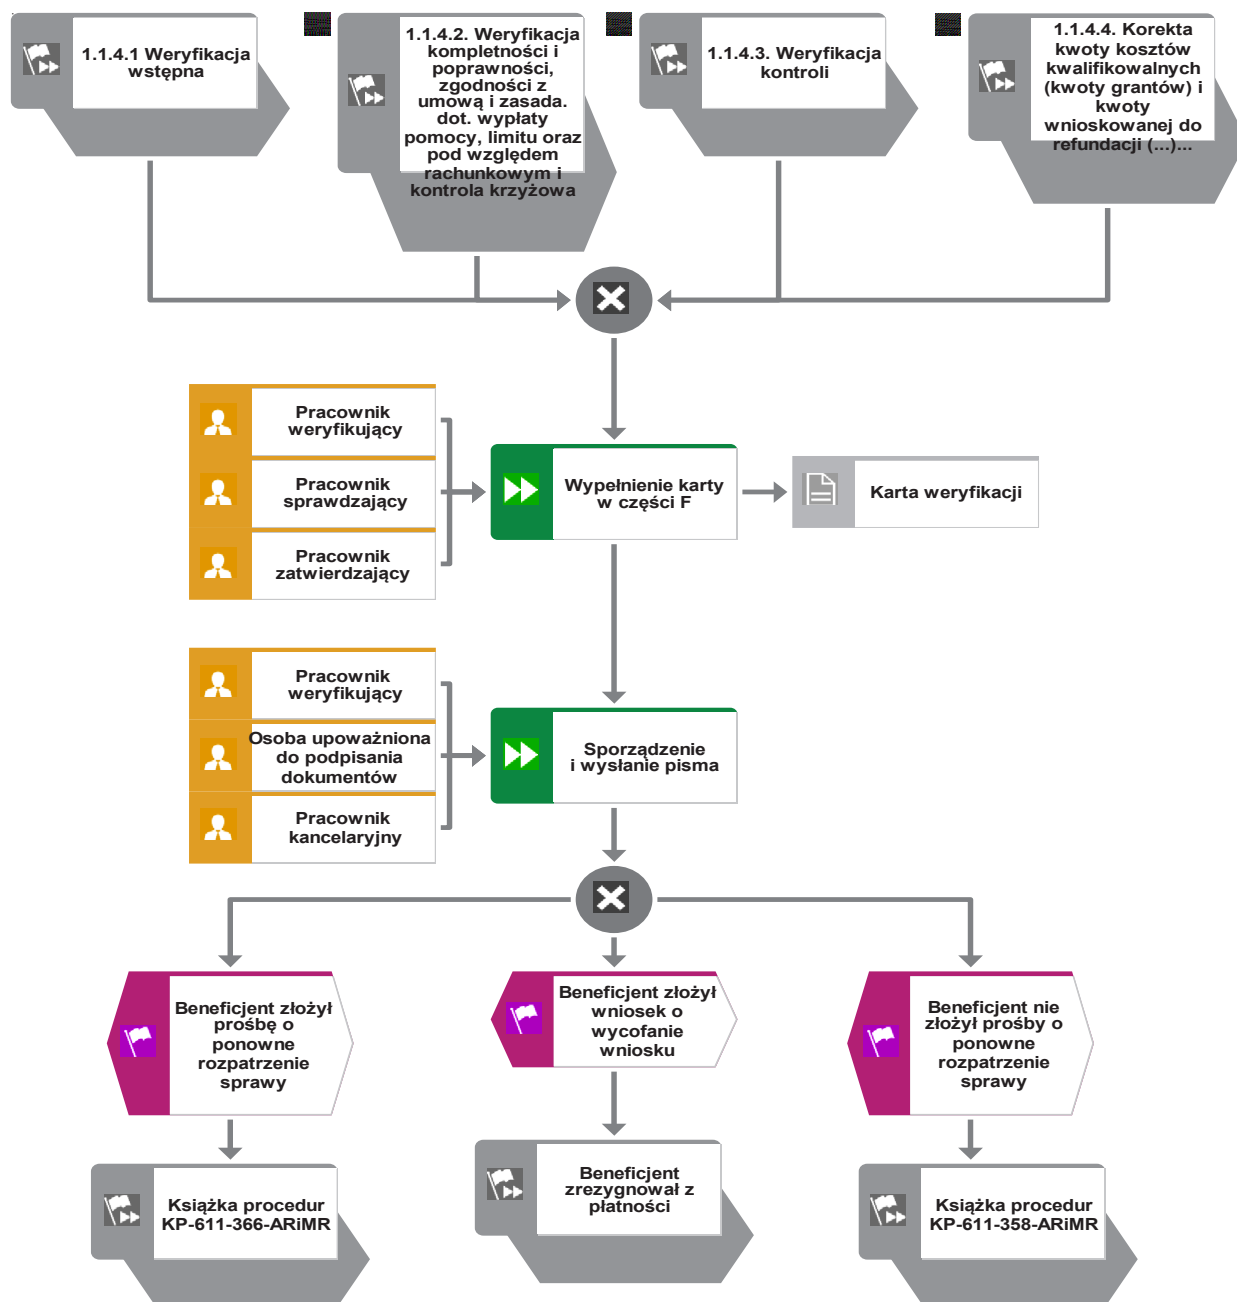 1.1.4.1 Weryfikacja
wstępna
1.1.4.2. Weryfikacja
kompletności i
poprawności,
zgodności z
umową i zasada.
dot. wypłaty
pomocy, limitu oraz
pod względem
rachunkowym i
kontrola krzyżowa
1.1.4.3. Weryfikacja
kontroli
1.1.4.4. Korekta
kwoty kosztów
kwalifikowalnych
(kwoty grantów) i
kwoty
wnioskowanej do
refundacji (...)...
Pracownik
weryfikujący
Pracownik
sprawdzający
Pracownik
zatwierdzający
Wypełnienie karty
w części F
Karta weryfikacji
Pracownik
weryfikujący
Osoba upoważniona
do podpisania
dokumentów
Pracownik
kancelaryjny
Sporządzenie
i wysłanie pisma
Beneficjent złożył
prośbę o
ponowne
rozpatrzenie
sprawy
Beneficjent złożył
wniosek o
wycofanie
wniosku
Beneficjent nie
złożył prośby o
ponowne
rozpatrzenie
sprawy
Książka procedur
KP-611-366-ARiMR
Beneficjent
zrezygnował z
płatności
Książka procedur
KP-611-358-ARiMR